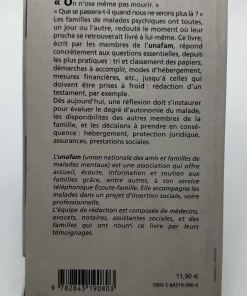 « On n'ose même pas mourir. »
« Que se passera-t-il quand nous ne serons plus là ? »
Les familles de malades psychiques ont toutes,
un jour ou l'autre, redouté le moment où leur
proche se retrouverait livré à lui-même. Ce livre,
écrit par les membres de l'unafam, répond
concrètement aux questions essentielles, depuis
les plus pratiques : tri et classement des papiers,
démarches à accomplir, modes d'hébergement,
mesures financières, etc., jusqu'à celles qui
doivent être prises à froid : rédaction d'un
testament, par exemple.
Dès aujourd'hui, une réflexion doit s'instaurer
pour évaluer le degré d'autonomie du malade,
les disponibilités des autres membres de la
famille, et les décisions à prendre en consé-
quence : hébergement, protection juridique,
assurances, prestations sociales.
L'unafam (union nationale des amis et familles de
malades mentaux) est une association qui offre
accueil, écoute, information et soutien aux
familles grâce, entre autres, à son service
téléphonique Écoute-famille. Elle accompagne les
malades dans un projet d'insertion sociale, voire
professionnelle.
L'équipe de rédaction est composée de médecins,
avocats, notaires, assistantes sociales, et des
familles qui ont nourri ce livre par leurs
témoignages.
11,90 €
ISBN 2-84319-080-0
9 782843 190803